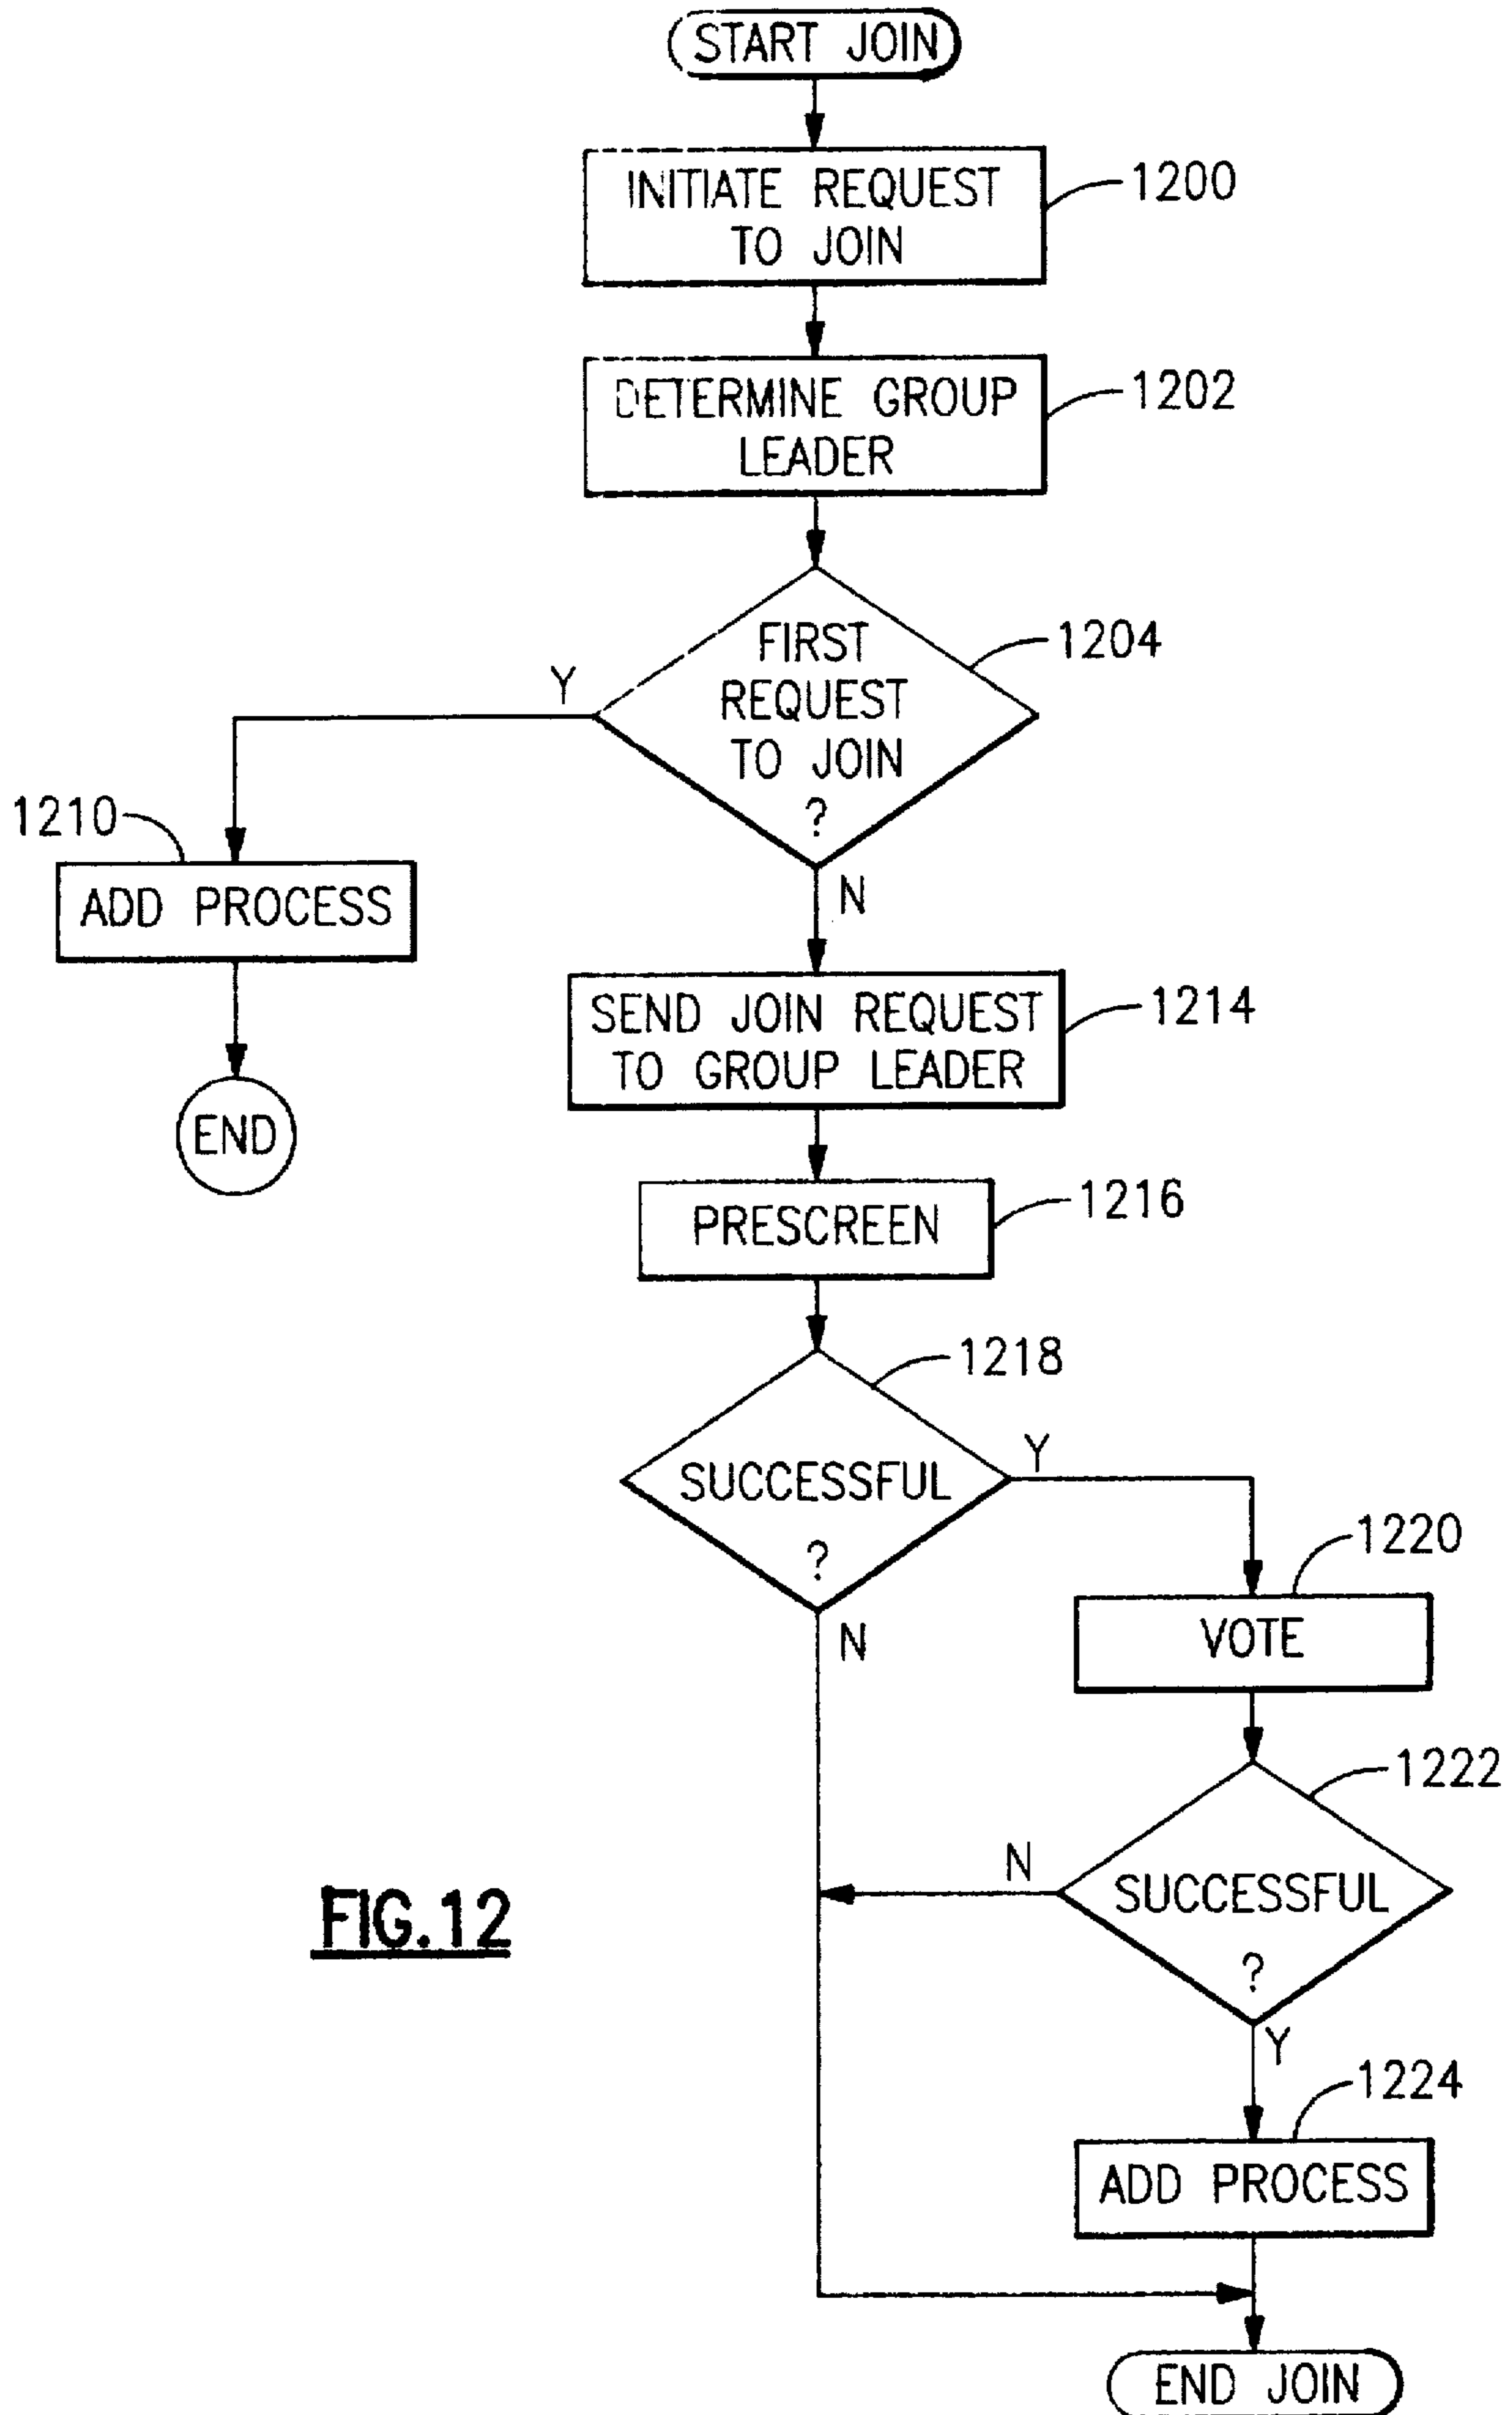 START JOIN
INITIATE REQUEST
TO JOIN
1200
DETERMINE GROUP
LEADER
1202
FIRST
REQUEST
TO JOIN
?
1204
Y
N
1210
ADD PROCESS
END
SEND JOIN REQUEST
TO GROUP LEADER
1214
PRESCREEN
1216
SUCCESSFUL
?
1218
Y
N
VOTE
1220
SUCCESSFUL
?
1222
N
Y
ADD PROCESS
1224
END JOIN
FIG.12